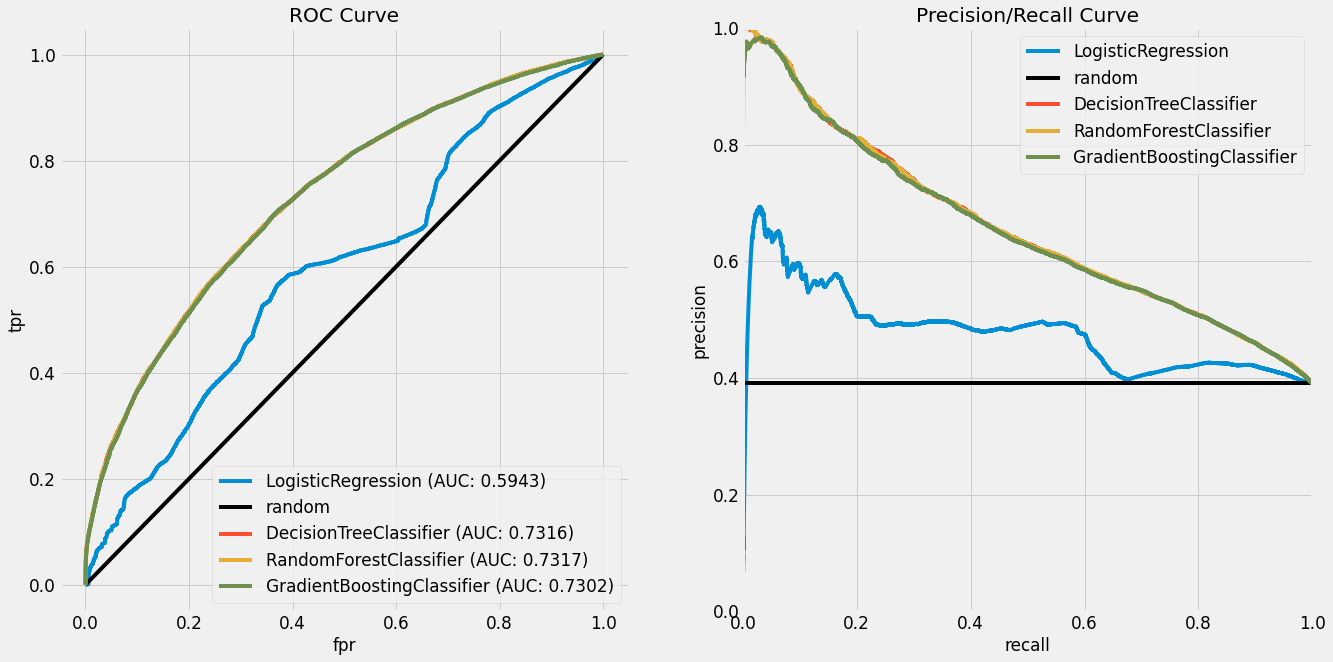 ROC Curve
1.0
0.8
0.6
0.4
0.2
0.0
tpr
0.0 0.2 0.4 0.6 0.8 1.0
fpr
LogisticRegression (AUC: 0.5943)
random
DecisionTreeClassifier (AUC: 0.7316)
RandomForestClassifier (AUC: 0.7317)
GradientBoostingClassifier (AUC: 0.7302)
Precision/Recall Curve
1.0
0.8
0.6
0.4
0.2
0.0
precision
0.0 0.2 0.4 0.6 0.8 1.0
recall
LogisticRegression
random
DecisionTreeClassifier
RandomForestClassifier
GradientBoostingClassifier